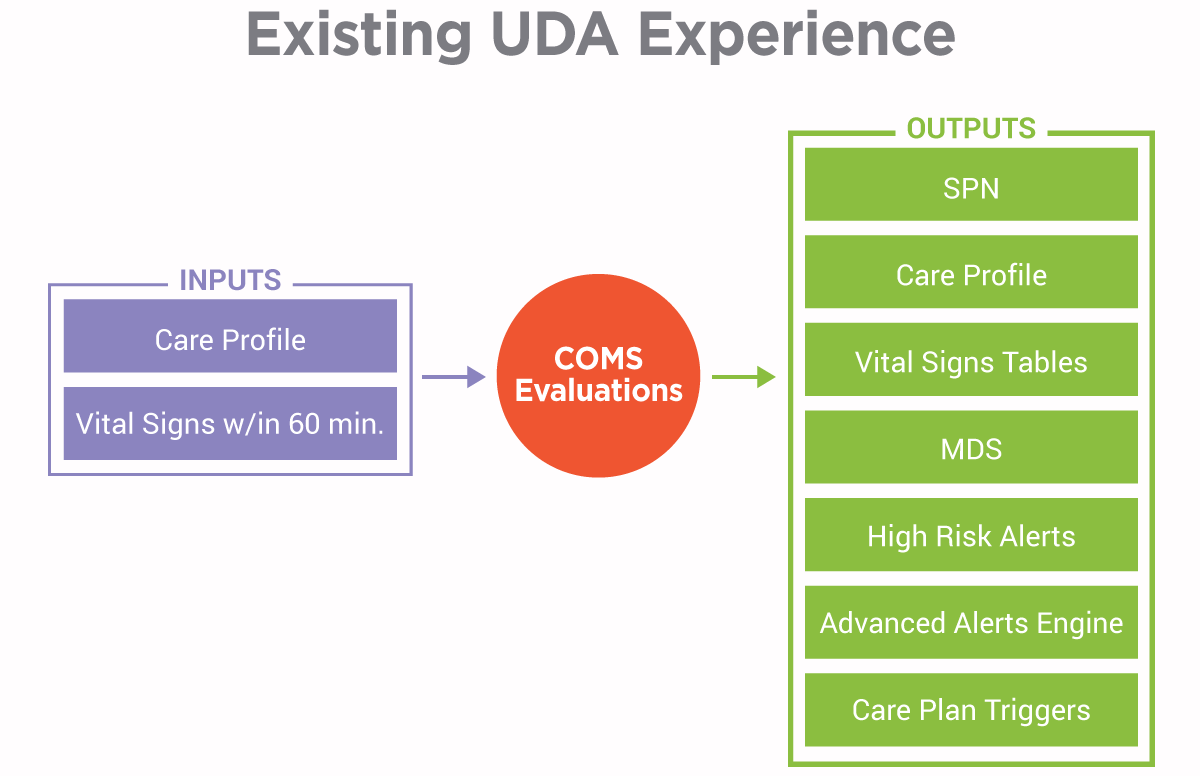 Existing UDA Experience
INPUTS
Care Profile
Vital Signs w/in 60 min.
COMS
Evaluations
OUTPUTS
SPN
Care Profile
Vital Signs Tables
MDS
High Risk Alerts
Advanced Alerts Engine
Care Plan Triggers